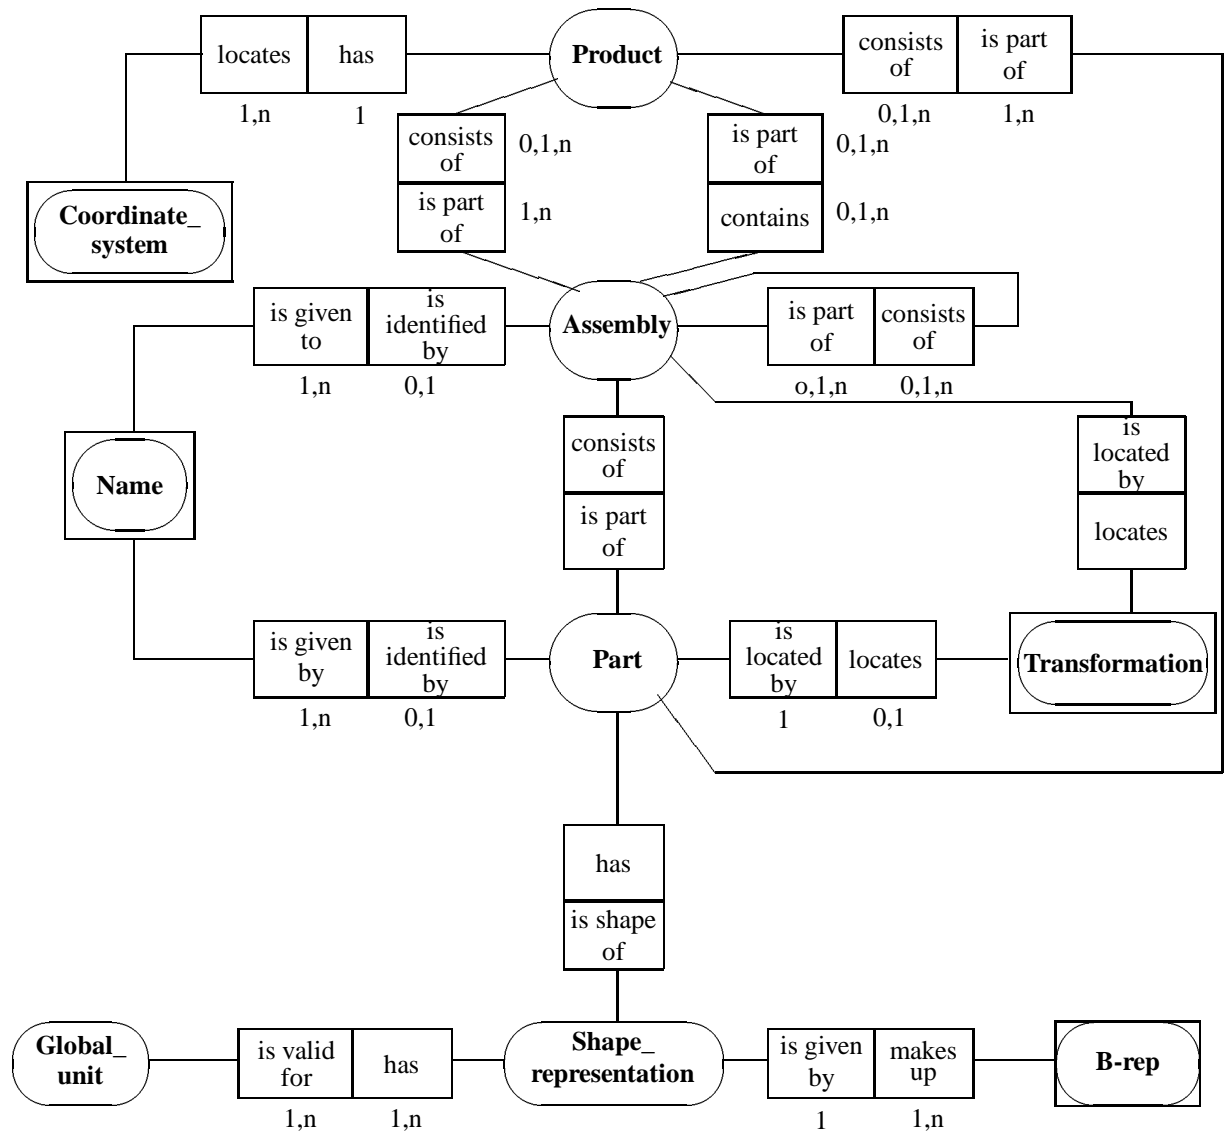 locates has
Product
consists
of
is part
of
1,n 1
0,1,n 1,n
consists
of
0,1,n
is part
of
0,1,n
is part
of
1,n
contains
0,1,n
Coordinate_
system
is given
to
is
identified
by
Assembly
is part
of
consists
of
1,n 0,1
o,1,n 0,1,n
consists
of
is
located
by
Name
is part
of
locates
is given
by
is
identified
by
Part
is
located
by
locates
Transformation
1,n 0,1
1 0,1
has
is shape
of
Global_
unit
is valid
for
has
Shape_
representation
is given
by
makes
up
B-rep
1,n 1,n
1 1,n